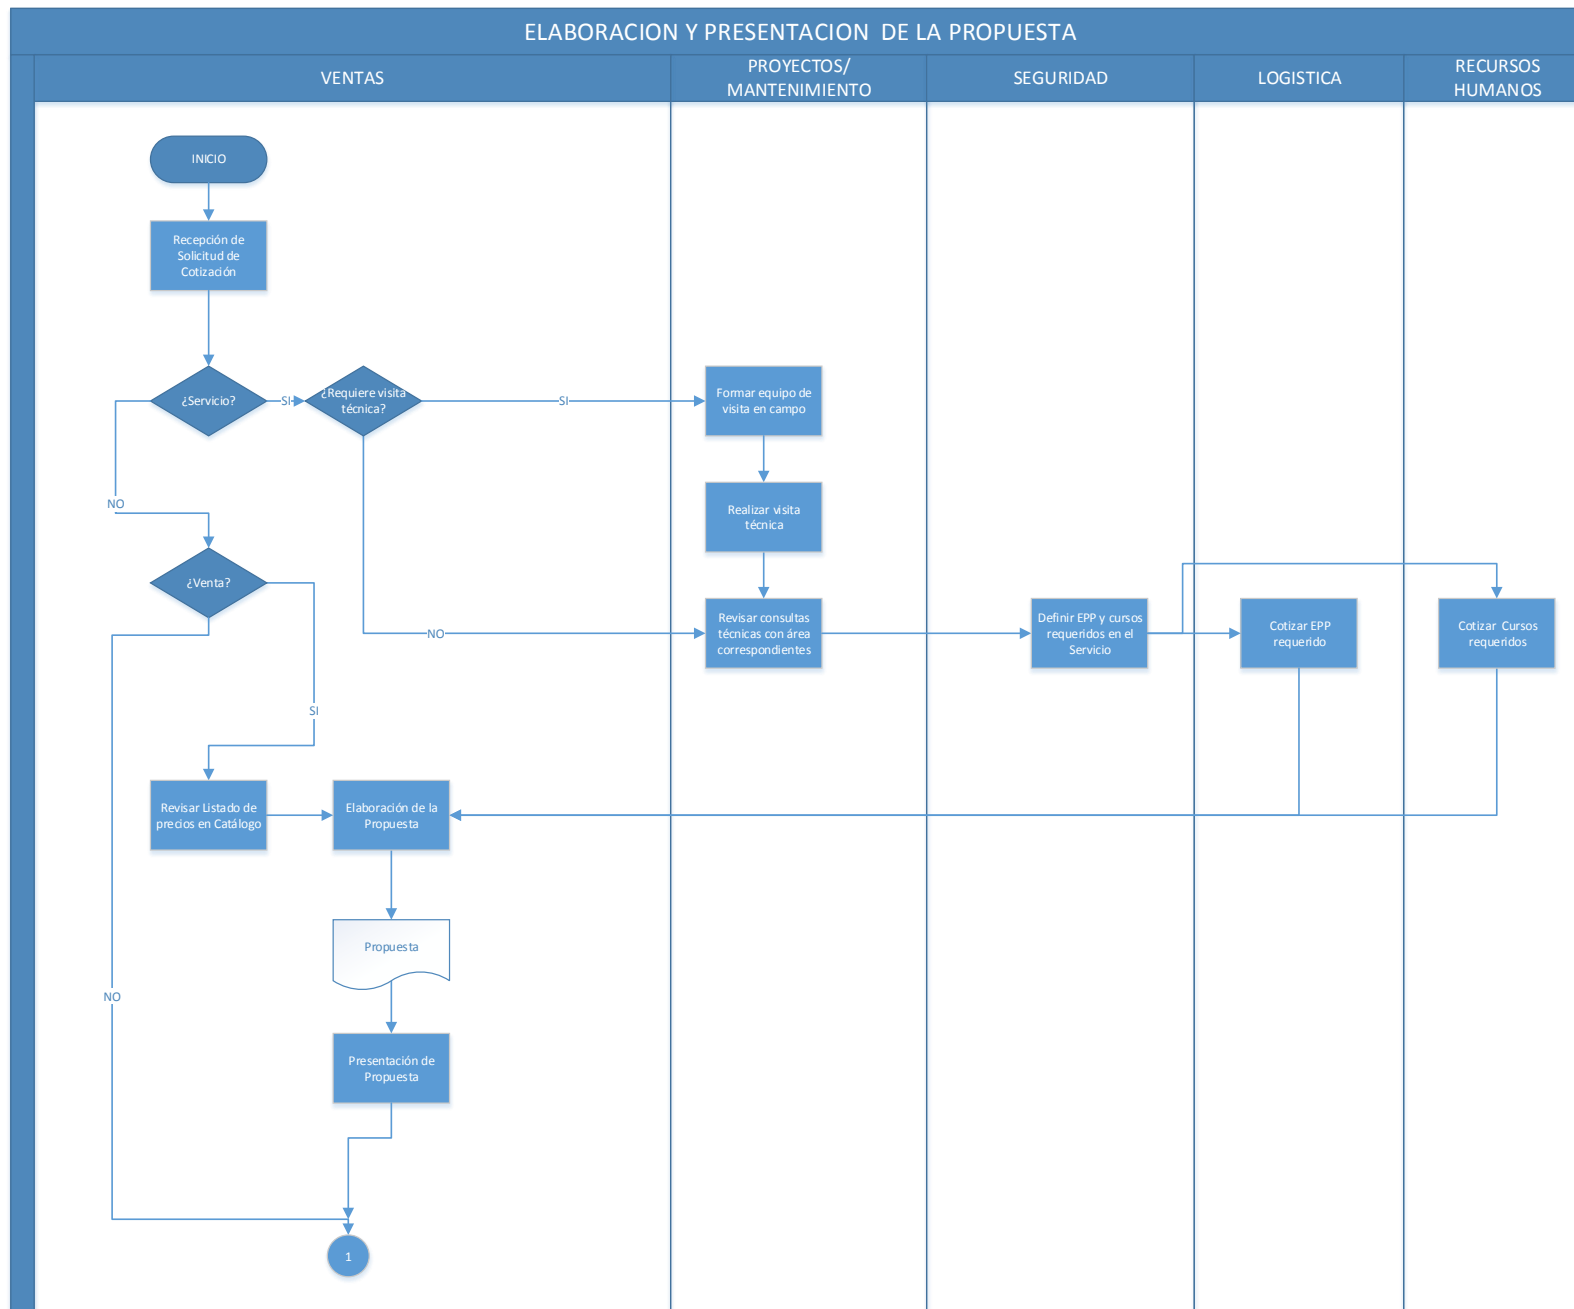 ELABORACION Y PRESENTACION DE LA PROPUESTA
VENTAS
PROYECTOS/
MANTENIMIENTO
SEGURIDAD
LOGISTICA
RECURSOS
HUMANOS
INICIO
Recepción de
Solicitud de
Cotización
¿Servicio?
SI
¿Requiere visita
técnica?
SI
Formar equipo de
visita en campo
NO
Realizar visita
técnica
¿Venta?
NO
Revisar consultas
técnicas con área
correspondientes
Definir EPP y cursos
requeridos en el
Servicio
Cotizar EPP
requerido
Cotizar Cursos
requeridos
SI
Revisar Listado de
precios en Catálogo
Elaboración de la
Propuesta
Propuesta
NO
Presentación de
Propuesta
1